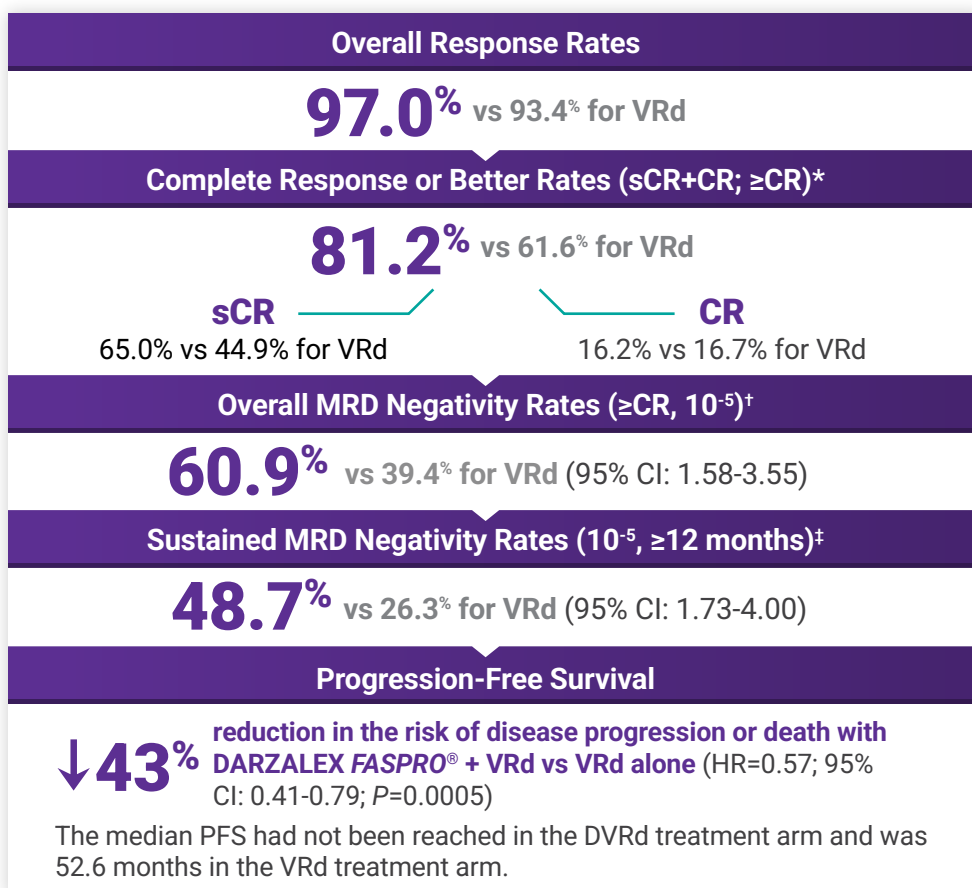 Overall Response Rates
97.0% vs 93.4% for VRd
Complete Response or Better Rates (sCR+CR; ≥CR)*
81.2% vs 61.6% for VRd
sCR CR
65.0% vs 44.9% for VRd 16.2% vs 16.7% for VRd
Overall MRD Negativity Rates (≥CR, 10⁻⁵)†
60.9% vs 39.4% for VRd (95% CI: 1.58-3.55)
Sustained MRD Negativity Rates (10⁻⁵, ≥12 months)‡
48.7% vs 26.3% for VRd (95% CI: 1.73-4.00)
Progression-Free Survival
↓43% reduction in the risk of disease progression or death with
DARZALEX FASPRO® + VRd vs VRd alone (HR=0.57; 95%
CI: 0.41-0.79; P=0.0005)
The median PFS had not been reached in the DVRd treatment arm and was
52.6 months in the VRd treatment arm.